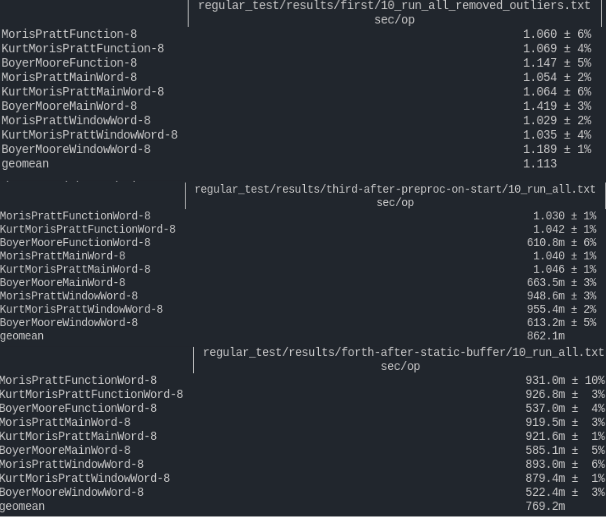 regular_test/results/first/10_run_all_removed_outliers.txt
sec/op
MorisPrattFunction-8 1.060 ± 6%
KurtMorisPrattFunction-8 1.069 ± 4%
BoyerMooreFunction-8 1.147 ± 5%
MorisPrattMainWord-8 1.054 ± 2%
KurtMorisPrattMainWord-8 1.064 ± 6%
BoyerMooreMainWord-8 1.419 ± 3%
MorisPrattWindowWord-8 1.029 ± 2%
KurtMorisPrattWindowWord-8 1.035 ± 4%
BoyerMooreWindowWord-8 1.189 ± 1%
geomean 1.113
regular_test/results/third-after-preproc-on-start/10_run_all.txt
sec/op
MorisPrattFunctionWord-8 1.030 ± 1%
KurtMorisPrattFunctionWord-8 1.042 ± 1%
BoyerMooreFunctionWord-8 610.8m ± 6%
MorisPrattMainWord-8 1.040 ± 1%
KurtMorisPrattMainWord-8 1.046 ± 1%
BoyerMooreMainWord-8 663.5m ± 3%
MorisPrattWindowWord-8 948.6m ± 3%
KurtMorisPrattWindowWord-8 955.4m ± 2%
BoyerMooreWindowWord-8 613.2m ± 5%
geomean 862.1m
regular_test/results/forth-after-static-buffer/10_run_all.txt
sec/op
MorisPrattFunctionWord-8 931.0m ± 10%
KurtMorisPrattFunctionWord-8 926.8m ± 3%
BoyerMooreFunctionWord-8 537.0m ± 4%
MorisPrattMainWord-8 919.5m ± 3%
KurtMorisPrattMainWord-8 921.6m ± 1%
BoyerMooreMainWord-8 585.1m ± 5%
MorisPrattWindowWord-8 893.0m ± 6%
KurtMorisPrattWindowWord-8 879.4m ± 1%
BoyerMooreWindowWord-8 522.4m ± 3%
geomean 769.2m